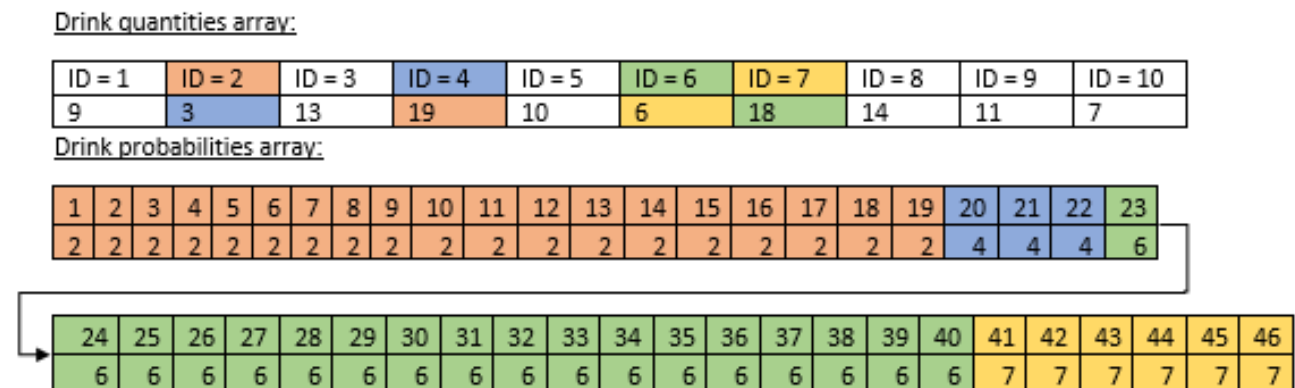 Drink quantities array:
ID = 1 ID = 2 ID = 3 ID = 4 ID = 5 ID = 6 ID = 7 ID = 8 ID = 9 ID = 10
9 3 13 19 10 6 18 14 11 7
Drink probabilities array:
1 2 3 4 5 6 7 8 9 10 11 12 13 14 15 16 17 18 19 20 21 22 23
2 2 2 2 2 2 2 2 2 2 2 2 2 2 2 2 2 2 2 4 4 4 6
24 25 26 27 28 29 30 31 32 33 34 35 36 37 38 39 40 41 42 43 44 45 46
6 6 6 6 6 6 6 6 6 6 6 6 6 6 6 6 6 7 7 7 7 7 7